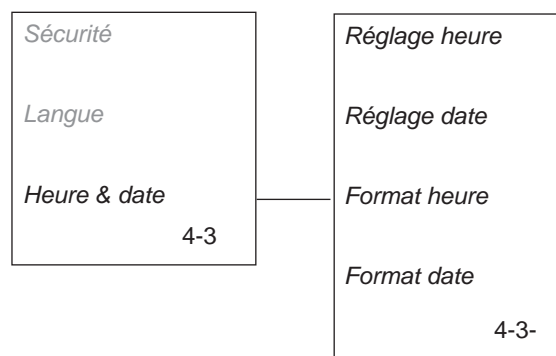 Sécurité
Langue
Heure & date
4-3
Réglage heure
Réglage date
Format heure
Format date
4-3-